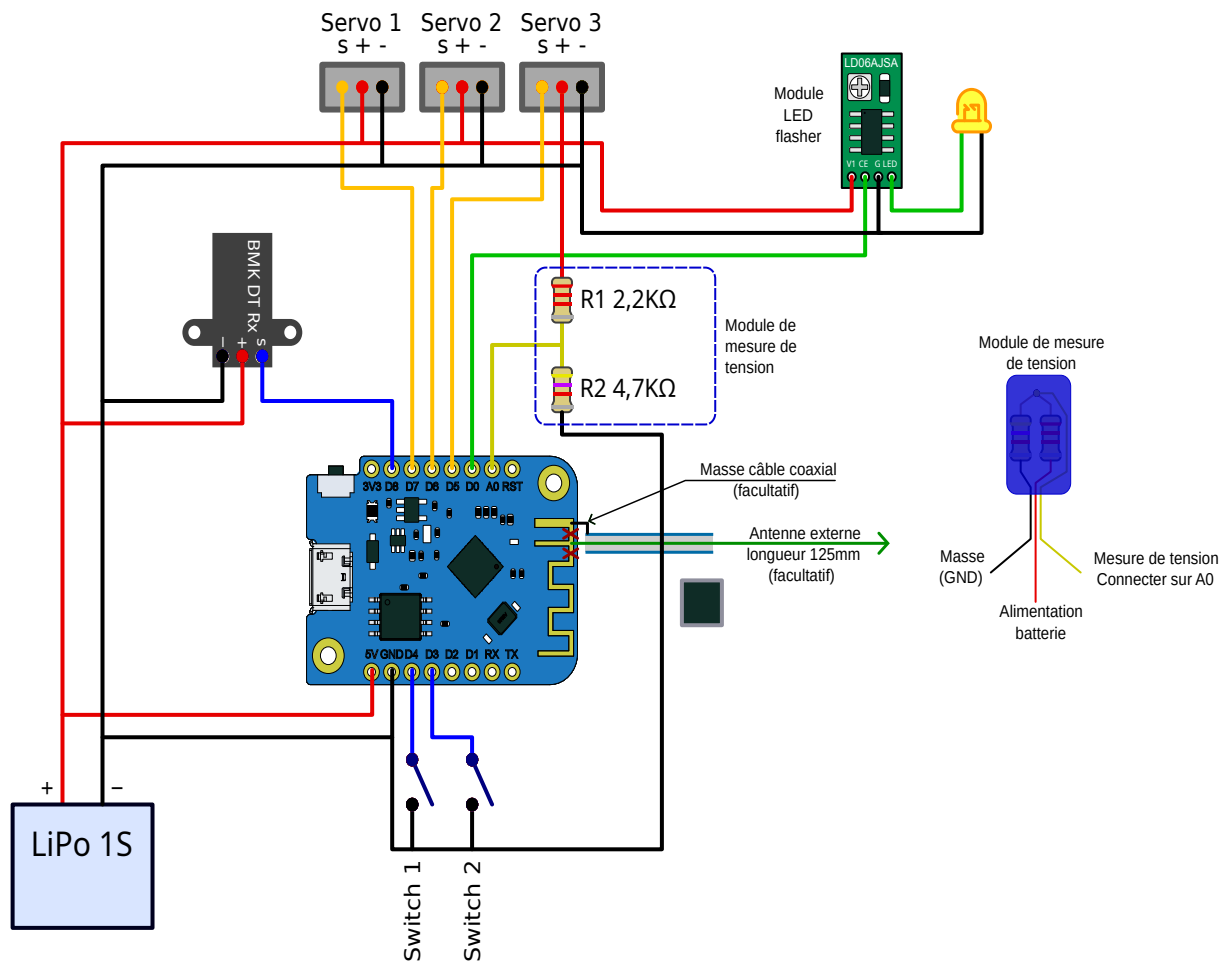 Servo 1
s + -
Servo 2
s + -
Servo 3
s + -
LD06AJSA
Module
LED
flasher
V1 CE G LED
BMK DT Rx
- + s
R1 2,2KΩ
R2 4,7KΩ
Module de
mesure de
tension
Module de mesure
de tension
3V3 D8 D7 D6 D5 D0 A0 RST
Masse câble coaxial
(facultatif)
Antenne externe
longueur 125mm
(facultatif)
Masse
(GND)
Mesure de tension
Connecter sur A0
Alimentation
batterie
5V GND D4 D3 D2 D1 RX TX
+ −
LiPo 1S
Switch 1
Switch 2